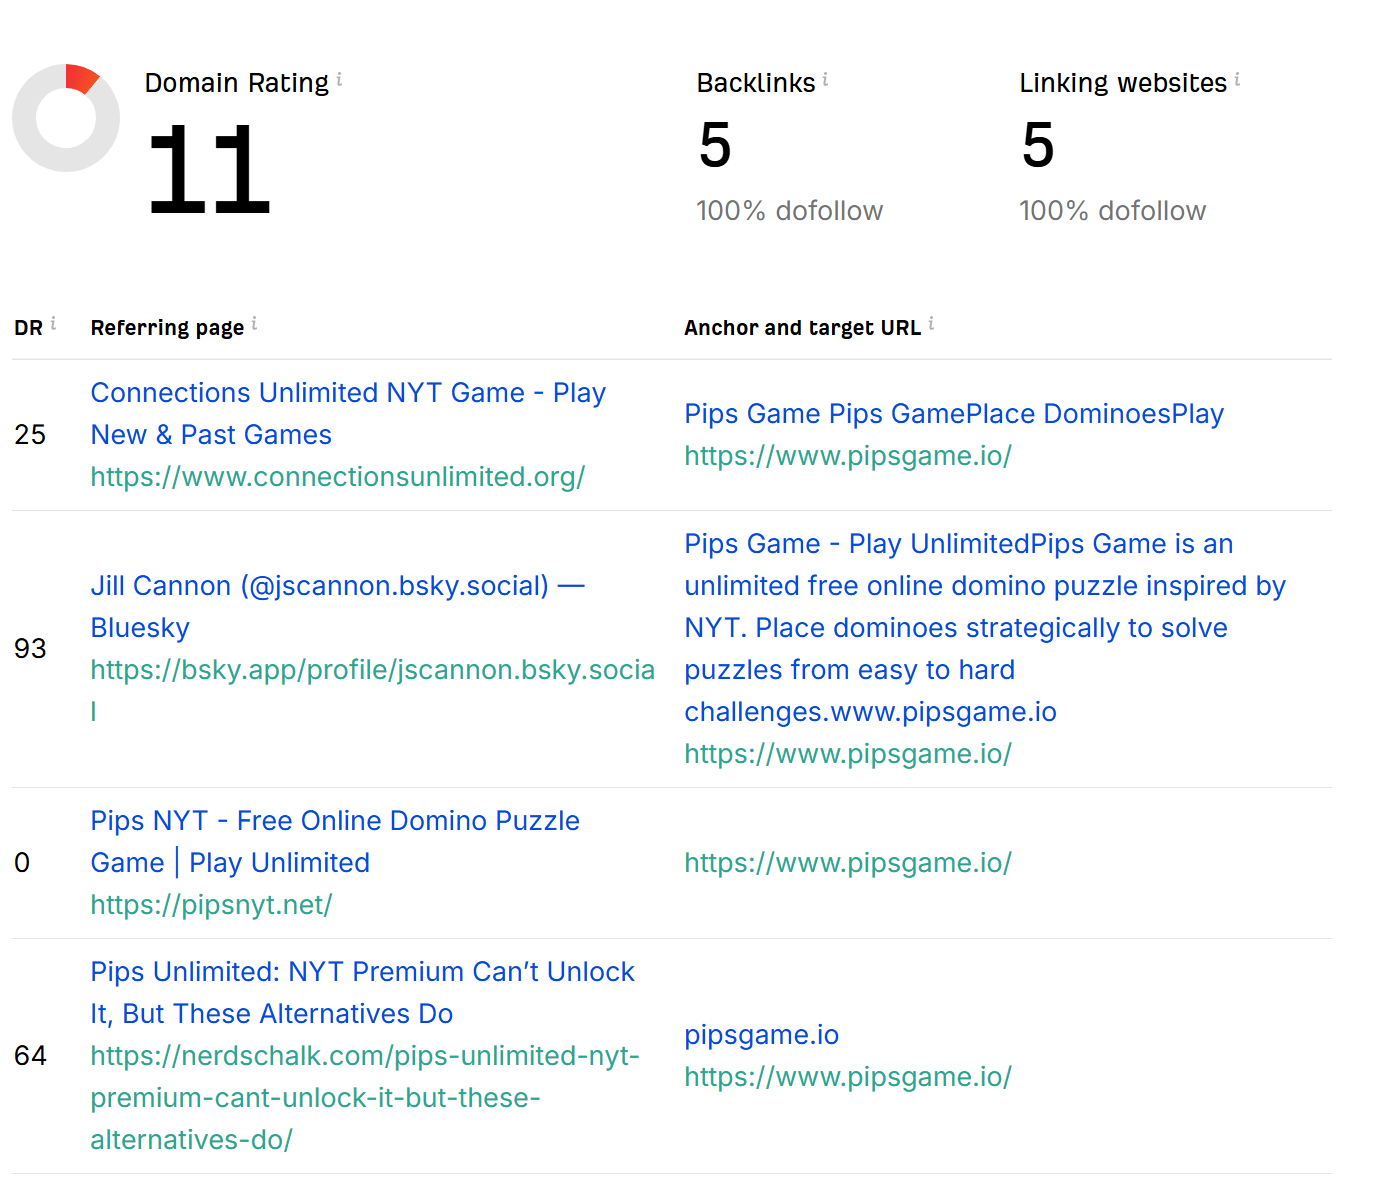 Domain Rating i
11
Backlinks i
5
100% dofollow
Linking websites i
5
100% dofollow
DR i
Referring page i
Anchor and target URL i
25
Connections Unlimited NYT Game - Play
New & Past Games
https://www.connectionsunlimited.org/
Pips Game Pips GamePlace DominoesPlay
https://www.pipsgame.io/
93
Jill Cannon (@jscannon.bsky.social) —
Bluesky
https://bsky.app/profile/jscannon.bsky.socia
l
Pips Game - Play UnlimitedPips Game is an
unlimited free online domino puzzle inspired by
NYT. Place dominoes strategically to solve
puzzles from easy to hard
challenges.www.pipsgame.io
https://www.pipsgame.io/
0
Pips NYT - Free Online Domino Puzzle
Game | Play Unlimited
https://pipsnyt.net/
https://www.pipsgame.io/
64
Pips Unlimited: NYT Premium Can’t Unlock
It, But These Alternatives Do
https://nerdschalk.com/pips-unlimited-nyt-
premium-cant-unlock-it-but-these-
alternatives-do/
pipsgame.io
https://www.pipsgame.io/